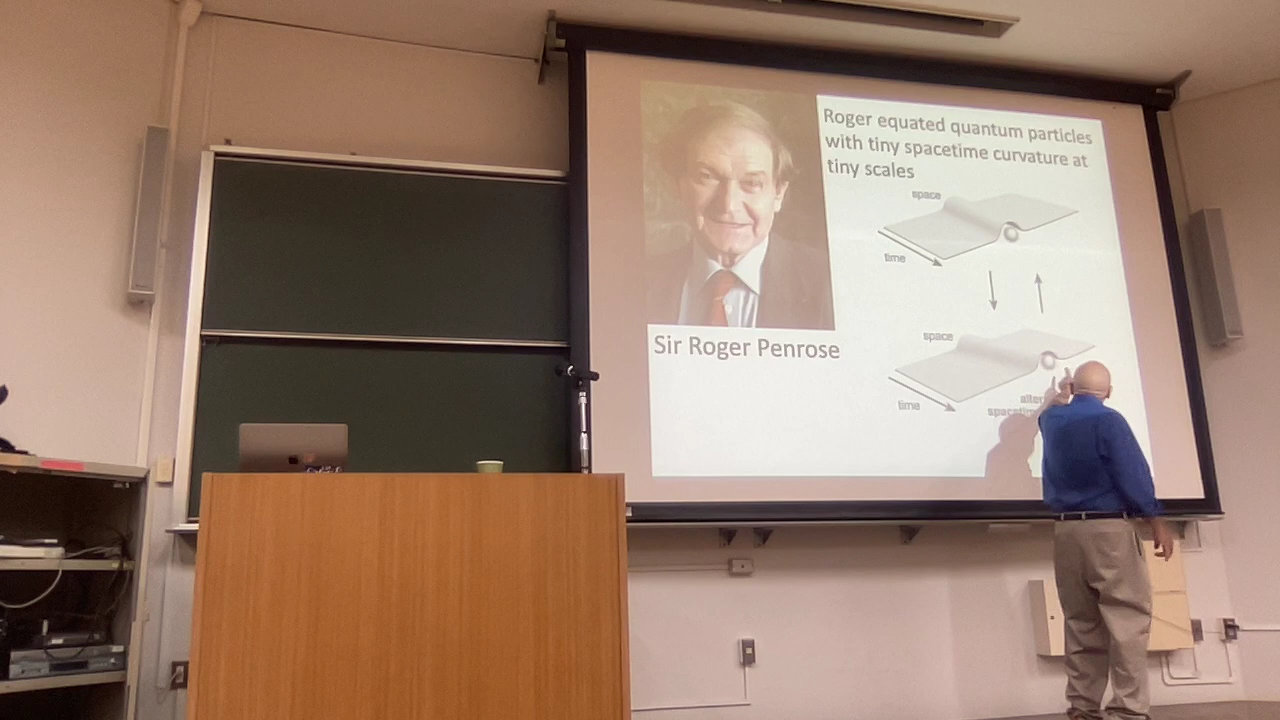 Roger equated quantum particles
with tiny spacetime curvature at
tiny scales
space
time
Sir Roger Penrose
space
time